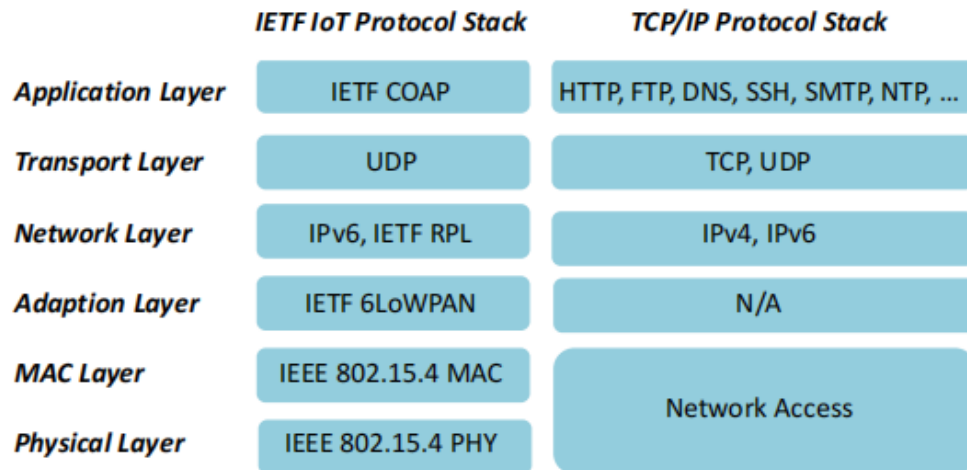 IETF IoT Protocol Stack TCP/IP Protocol Stack
Application Layer IETF COAP HTTP, FTP, DNS, SSH, SMTP, NTP, ...
Transport Layer UDP TCP, UDP
Network Layer IPv6, IETF RPL IPv4, IPv6
Adaption Layer IETF 6LoWPAN N/A
MAC Layer IEEE 802.15.4 MAC
Network Access
Physical Layer IEEE 802.15.4 PHY